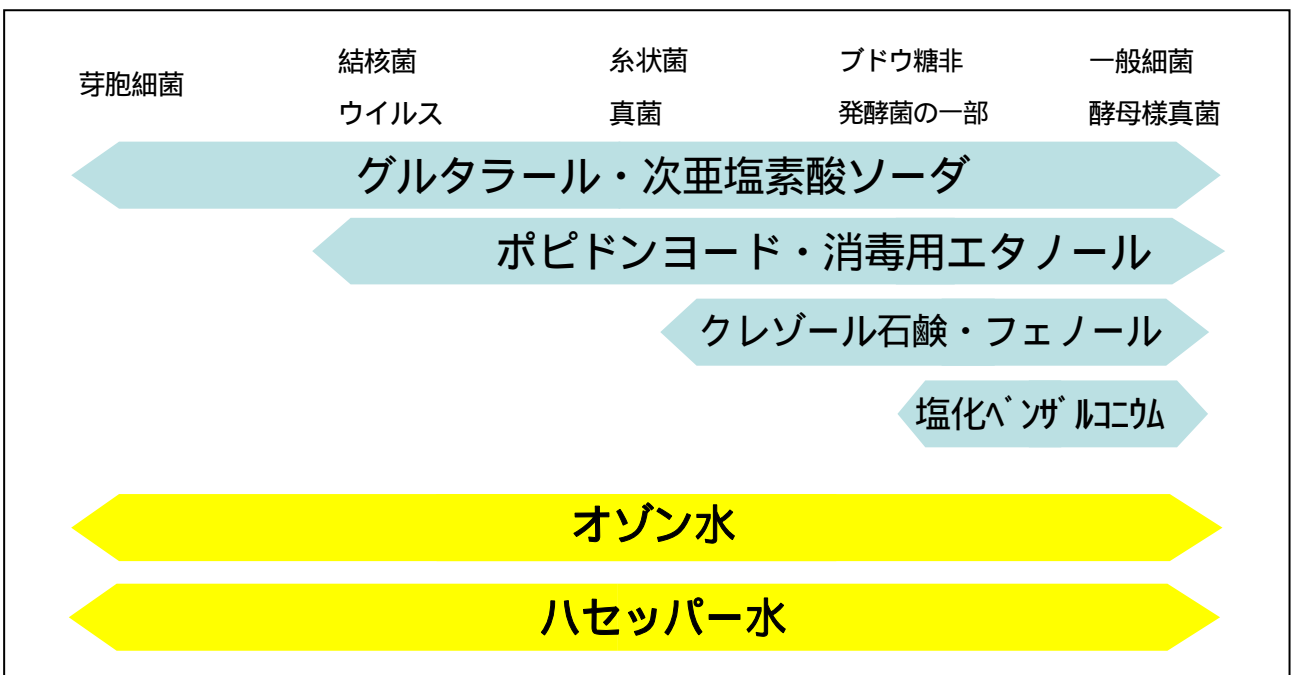 芽胞細菌
結核菌
ウイルス
糸状菌
真菌
ブドウ糖非
発酵菌の一部
一般細菌
酵母様真菌
グルタラール・次亜塩素酸ソーダ
ポピドンヨード・消毒用エタノール
クレゾール石鹸・フェノール
塩化ﾍﾞﾝｻﾞﾙｺﾆｳﾑ
オゾン水
ハセッパー水